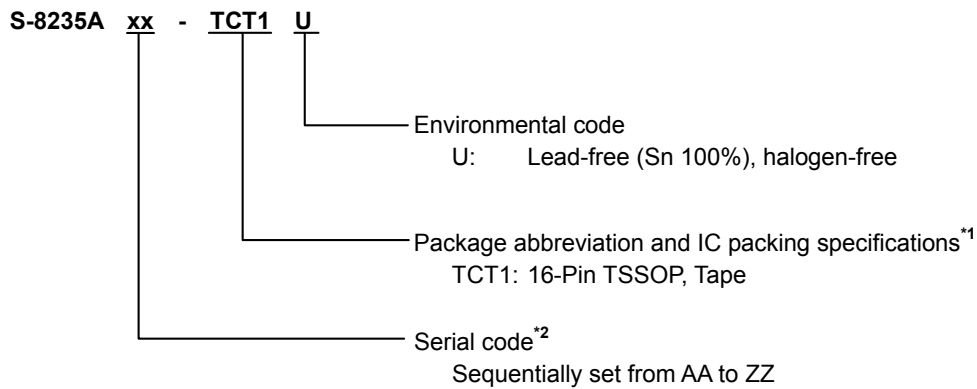 S-8235A xx - TCT1 U
Environmental code
U: Lead-free (Sn 100%), halogen-free
Package abbreviation and IC packing specifications*1
TCT1: 16-Pin TSSOP, Tape
Serial code*2
Sequentially set from AA to ZZ